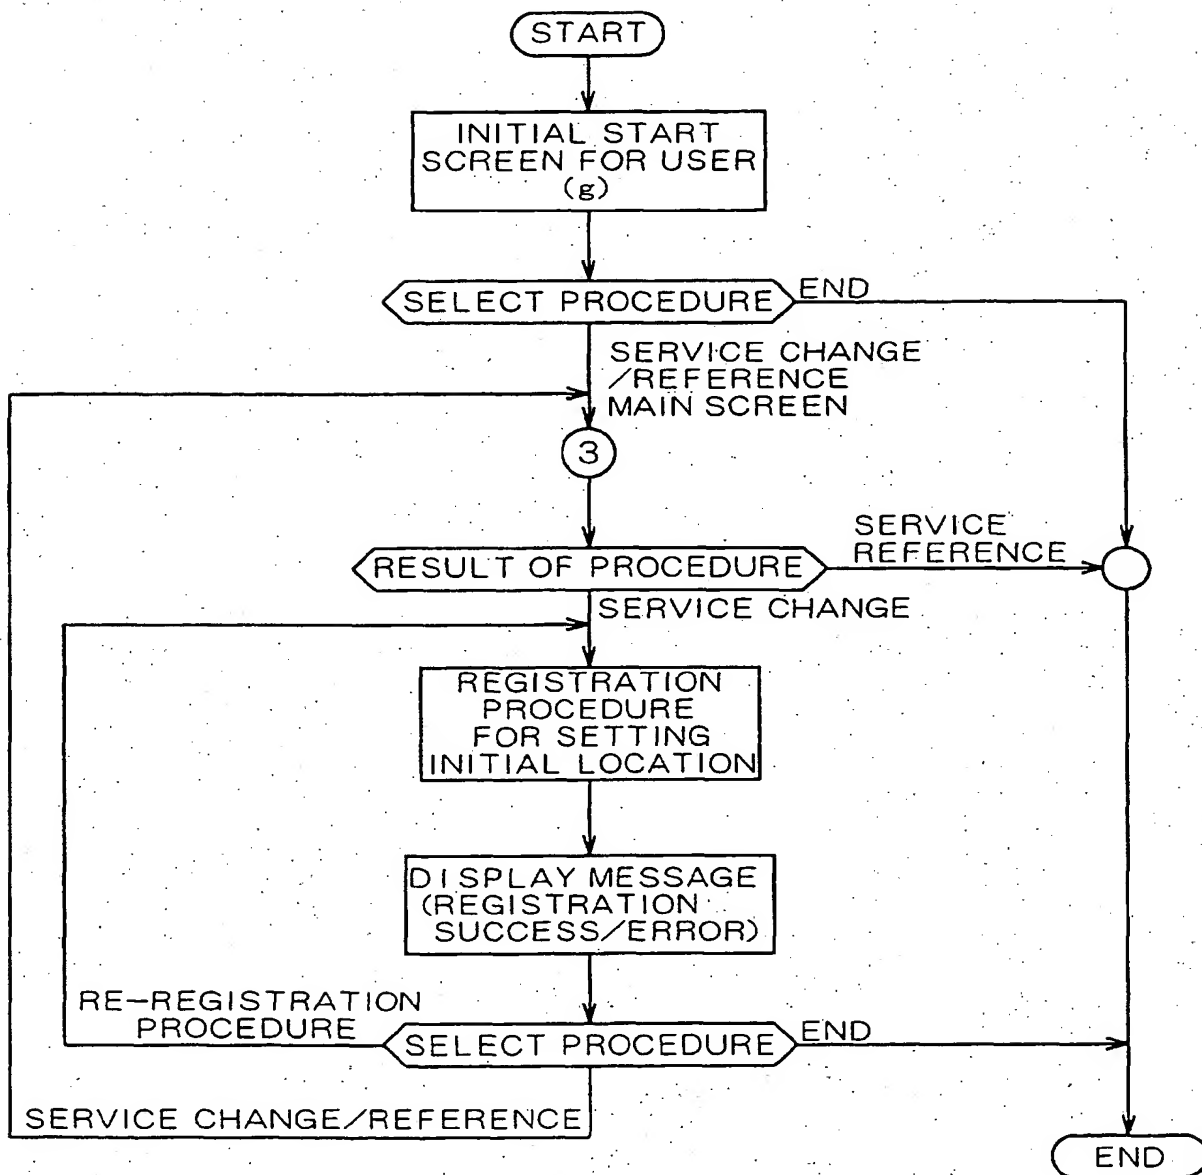 START
INITIAL START
SCREEN FOR USER
(g)
SELECT PROCEDURE
END
SERVICE CHANGE
/REFERENCE
MAIN SCREEN
3
RESULT OF PROCEDURE
SERVICE
REFERENCE
SERVICE CHANGE
REGISTRATION
PROCEDURE
FOR SETTING
INITIAL LOCATION
DISPLAY MESSAGE
(REGISTRATION
SUCCESS/ERROR)
RE-REGISTRATION
PROCEDURE
SELECT PROCEDURE
END
SERVICE CHANGE/REFERENCE
END